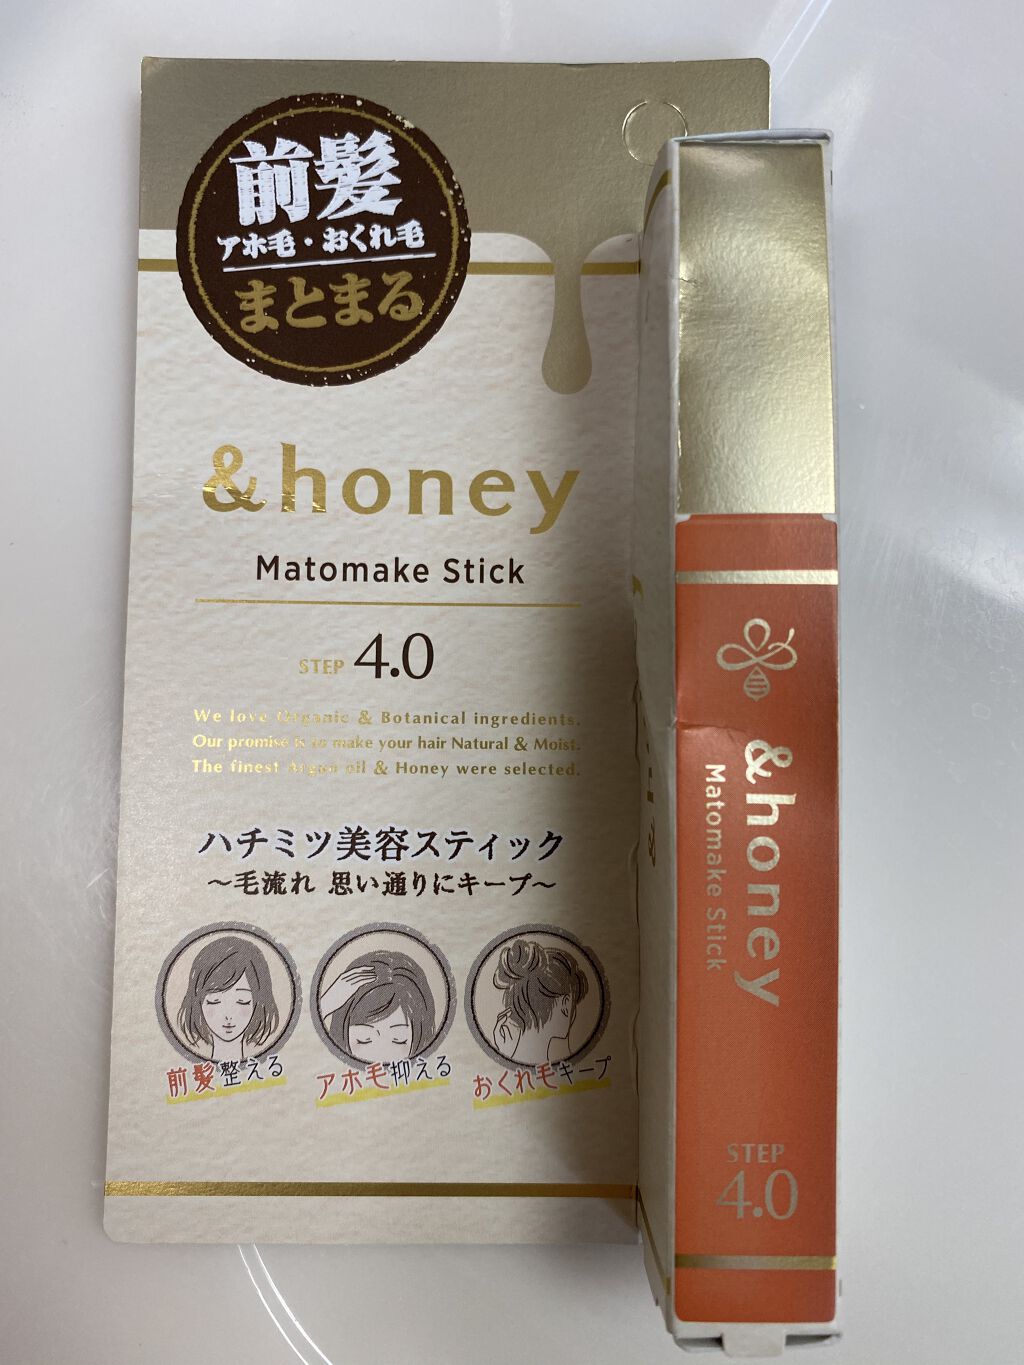 前髪
アホ毛・おくれ毛
まとまる
&honey
Matomake Stick
STEP 4.0
We love Organic & Botanical ingredients.
Our promise is to make your hair Natural & Moist.
The finest Argan oil & Honey were selected.
ハチミツ美容スティック
～毛流れ 思い通りにキープ～
前髪整える
アホ毛抑える
おくれ毛キープ
&honey
Matomake Stick
STEP
4.0